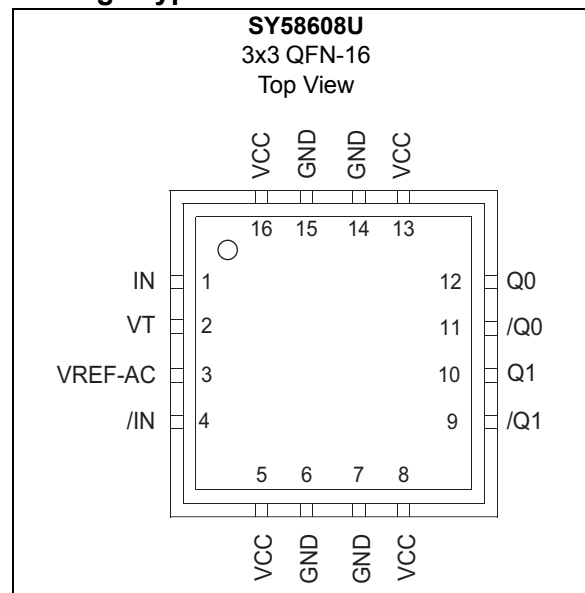 SY58608U
3x3 QFN-16
Top View
VCC GND GND VCC
16 15 14 13
IN 1 12 Q0
VT 2 11 /Q0
VREF-AC 3 10 Q1
/IN 4 9 /Q1
5 6 7 8
VCC GND GND VCC